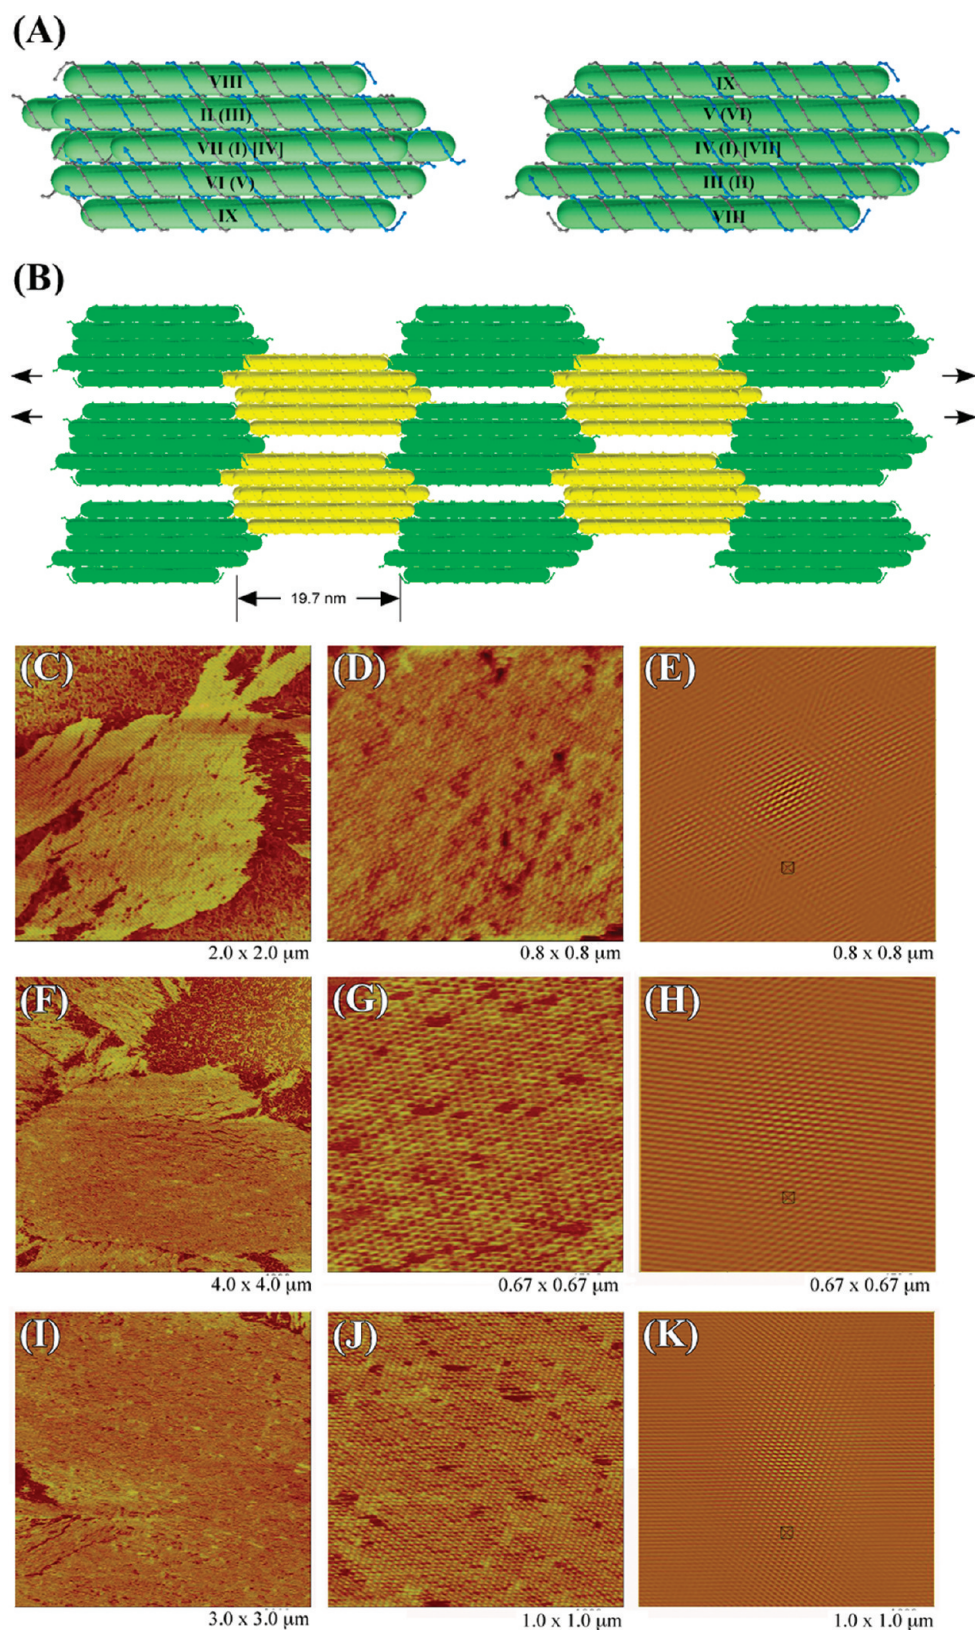 (A)
VIII
II (III)
VII (I) [IV]
VI (V)
IX
IX
V (VI)
IV (I) [VII]
III (II)
VIII
(B)
19.7 nm
(C)
(D)
(E)
2.0 x 2.0 μm
0.8 x 0.8 μm
0.8 x 0.8 μm
(F)
(G)
(H)
4.0 x 4.0 μm
0.67 x 0.67 μm
0.67 x 0.67 μm
(I)
(J)
(K)
3.0 x 3.0 μm
1.0 x 1.0 μm
1.0 x 1.0 μm